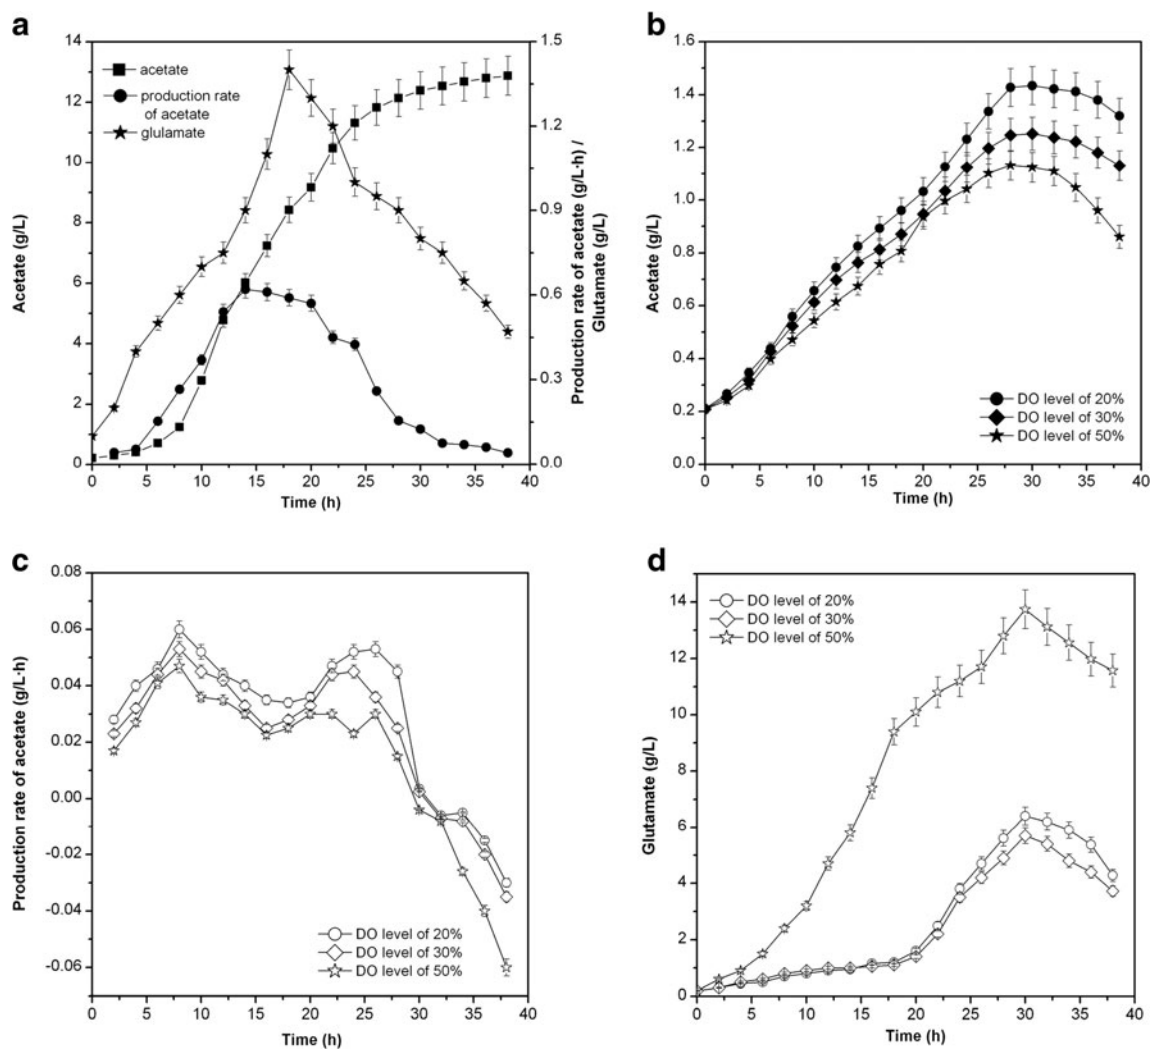 a
14
12
10
8
6
4
2
0
Acetate (g/L)
acetate
production rate
of acetate
glulamate
1.5
1.2
0.9
0.6
0.3
0.0
Production rate of acetate (g/L·h) /
Glutamate (g/L)
0 5 10 15 20 25 30 35 40
Time (h)
b
1.6
1.4
1.2
1.0
0.8
0.6
0.4
0.2
0.0
Acetate (g/L)
DO level of 20%
DO level of 30%
DO level of 50%
0 5 10 15 20 25 30 35 40
Time (h)
c
0.08
0.06
0.04
0.02
0.00
-0.02
-0.04
-0.06
Production rate of acetate (g/L·h)
DO level of 20%
DO level of 30%
DO level of 50%
0 5 10 15 20 25 30 35 40
Time (h)
d
14
12
10
8
6
4
2
0
Glutamate (g/L)
DO level of 20%
DO level of 30%
DO level of 50%
0 5 10 15 20 25 30 35 40
Time (h)